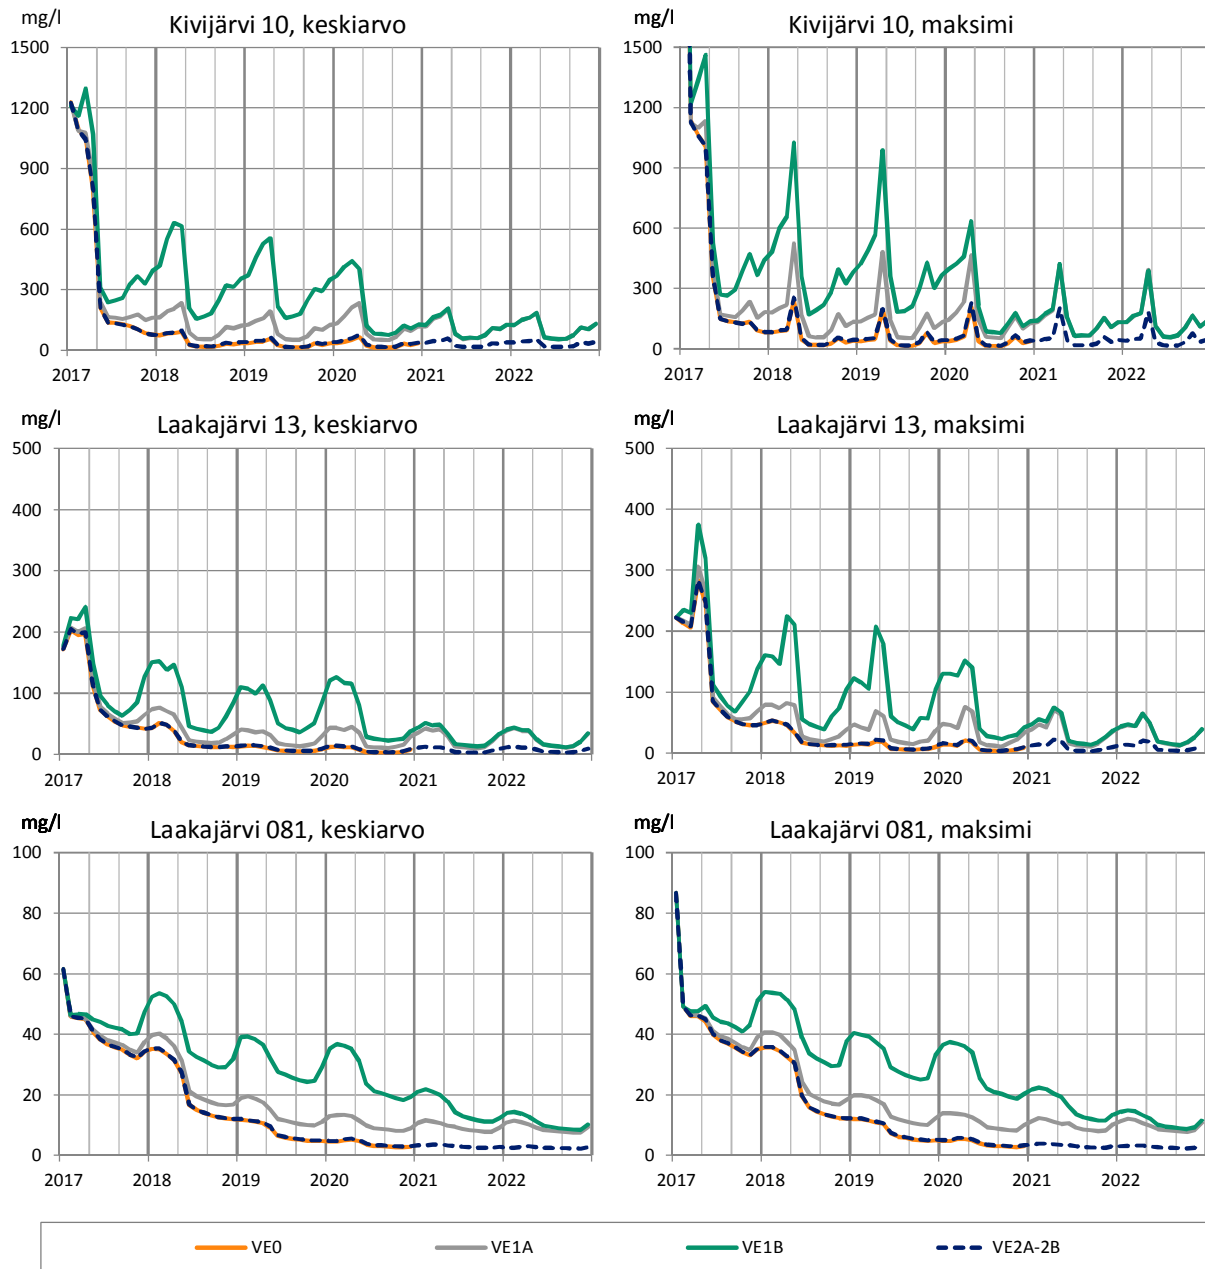 mg/l
Kivijärvi 10, keskiarvo
1500
1200
900
600
300
0
2017 2018 2019 2020 2021 2022
mg/l
Kivijärvi 10, maksimi
1500
1200
900
600
300
0
2017 2018 2019 2020 2021 2022
mg/l
Laakajärvi 13, keskiarvo
500
400
300
200
100
0
2017 2018 2019 2020 2021 2022
mg/l
Laakajärvi 13, maksimi
500
400
300
200
100
0
2017 2018 2019 2020 2021 2022
mg/l
Laakajärvi 081, keskiarvo
100
80
60
40
20
0
2017 2018 2019 2020 2021 2022
mg/l
Laakajärvi 081, maksimi
100
80
60
40
20
0
2017 2018 2019 2020 2021 2022
VE0 VE1A VE1B VE2A-2B